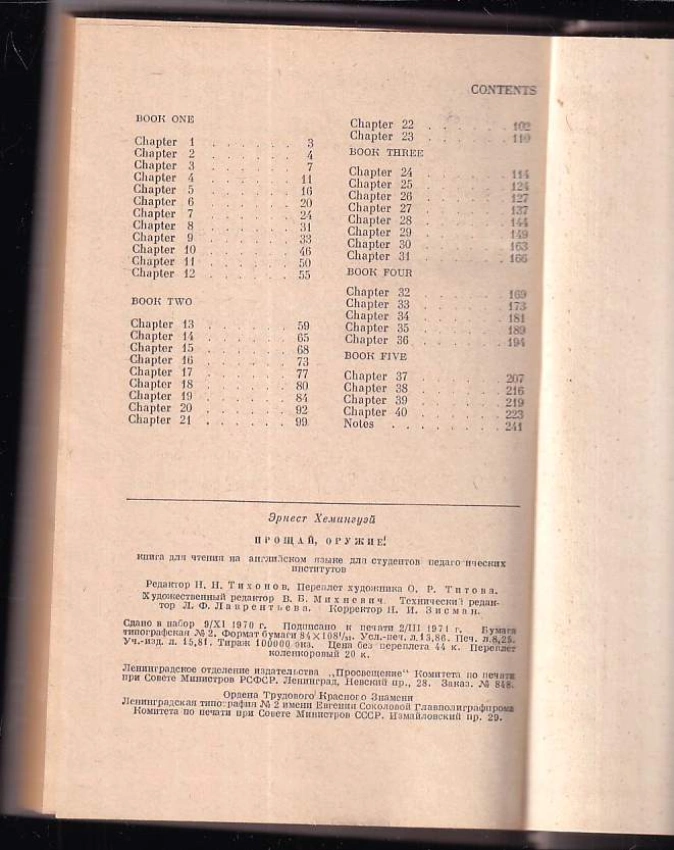 CONTENTS
BOOK ONE
Chapter 1 . . . . . . 3
Chapter 2 . . . . . . 4
Chapter 3 . . . . . . 7
Chapter 4 . . . . . . 11
Chapter 5 . . . . . . 16
Chapter 6 . . . . . . 20
Chapter 7 . . . . . . 24
Chapter 8 . . . . . . 31
Chapter 9 . . . . . . 33
Chapter 10 . . . . . . 46
Chapter 11 . . . . . . 50
Chapter 12 . . . . . . 55
BOOK TWO
Chapter 13 . . . . . . 59
Chapter 14 . . . . . . 65
Chapter 15 . . . . . . 68
Chapter 16 . . . . . . 73
Chapter 17 . . . . . . 77
Chapter 18 . . . . . . 80
Chapter 19 . . . . . . 84
Chapter 20 . . . . . . 92
Chapter 21 . . . . . . 99
Chapter 22 . . . . . . 102
Chapter 23 . . . . . . 110
BOOK THREE
Chapter 24 . . . . . . 114
Chapter 25 . . . . . . 124
Chapter 26 . . . . . . 127
Chapter 27 . . . . . . 137
Chapter 28 . . . . . . 144
Chapter 29 . . . . . . 149
Chapter 30 . . . . . . 163
Chapter 31 . . . . . . 166
BOOK FOUR
Chapter 32 . . . . . . 169
Chapter 33 . . . . . . 173
Chapter 34 . . . . . . 181
Chapter 35 . . . . . . 189
Chapter 36 . . . . . . 194
BOOK FIVE
Chapter 37 . . . . . . 207
Chapter 38 . . . . . . 216
Chapter 39 . . . . . . 219
Chapter 40 . . . . . . 223
Notes . . . . . . 241
Эрнест Хемингуэй
ПРОЩАЙ, ОРУЖИЕ!
книга для чтения на английском языке для студентов педагогических
институтов
Редактор Н. Н. Тихонов. Переплет художника О. Р. Титова.
Художественный редактор В. Б. Михневич. Технический редак-
тор Л. Ф. Лаврентьева. Корректор Н. И. Зисман.
Сдано в набор 9/XI 1970 г. Подписано к печати 2/III 1971 г. Бумага
типографская № 2. Формат бумаги 84×108¹/₃₂. Усл.-печ. л. 13,86. Печ. л. 8,25.
Уч.-изд. л. 15,81. Тираж 100000 экз. Цена без переплета 44 к. Переплет
коленкоровый 20 к.
Ленинградское отделение издательства „Просвещение" Комитета по печати
при Совете Министров РСФСР. Ленинград, Невский пр., 28. Заказ. № 848.
Ордена Трудового Красного Знамени
Ленинградская типография № 2 имени Евгении Соколовой Главполиграфпрома
Комитета по печати при Совете Министров СССР. Измайловский пр. 29.